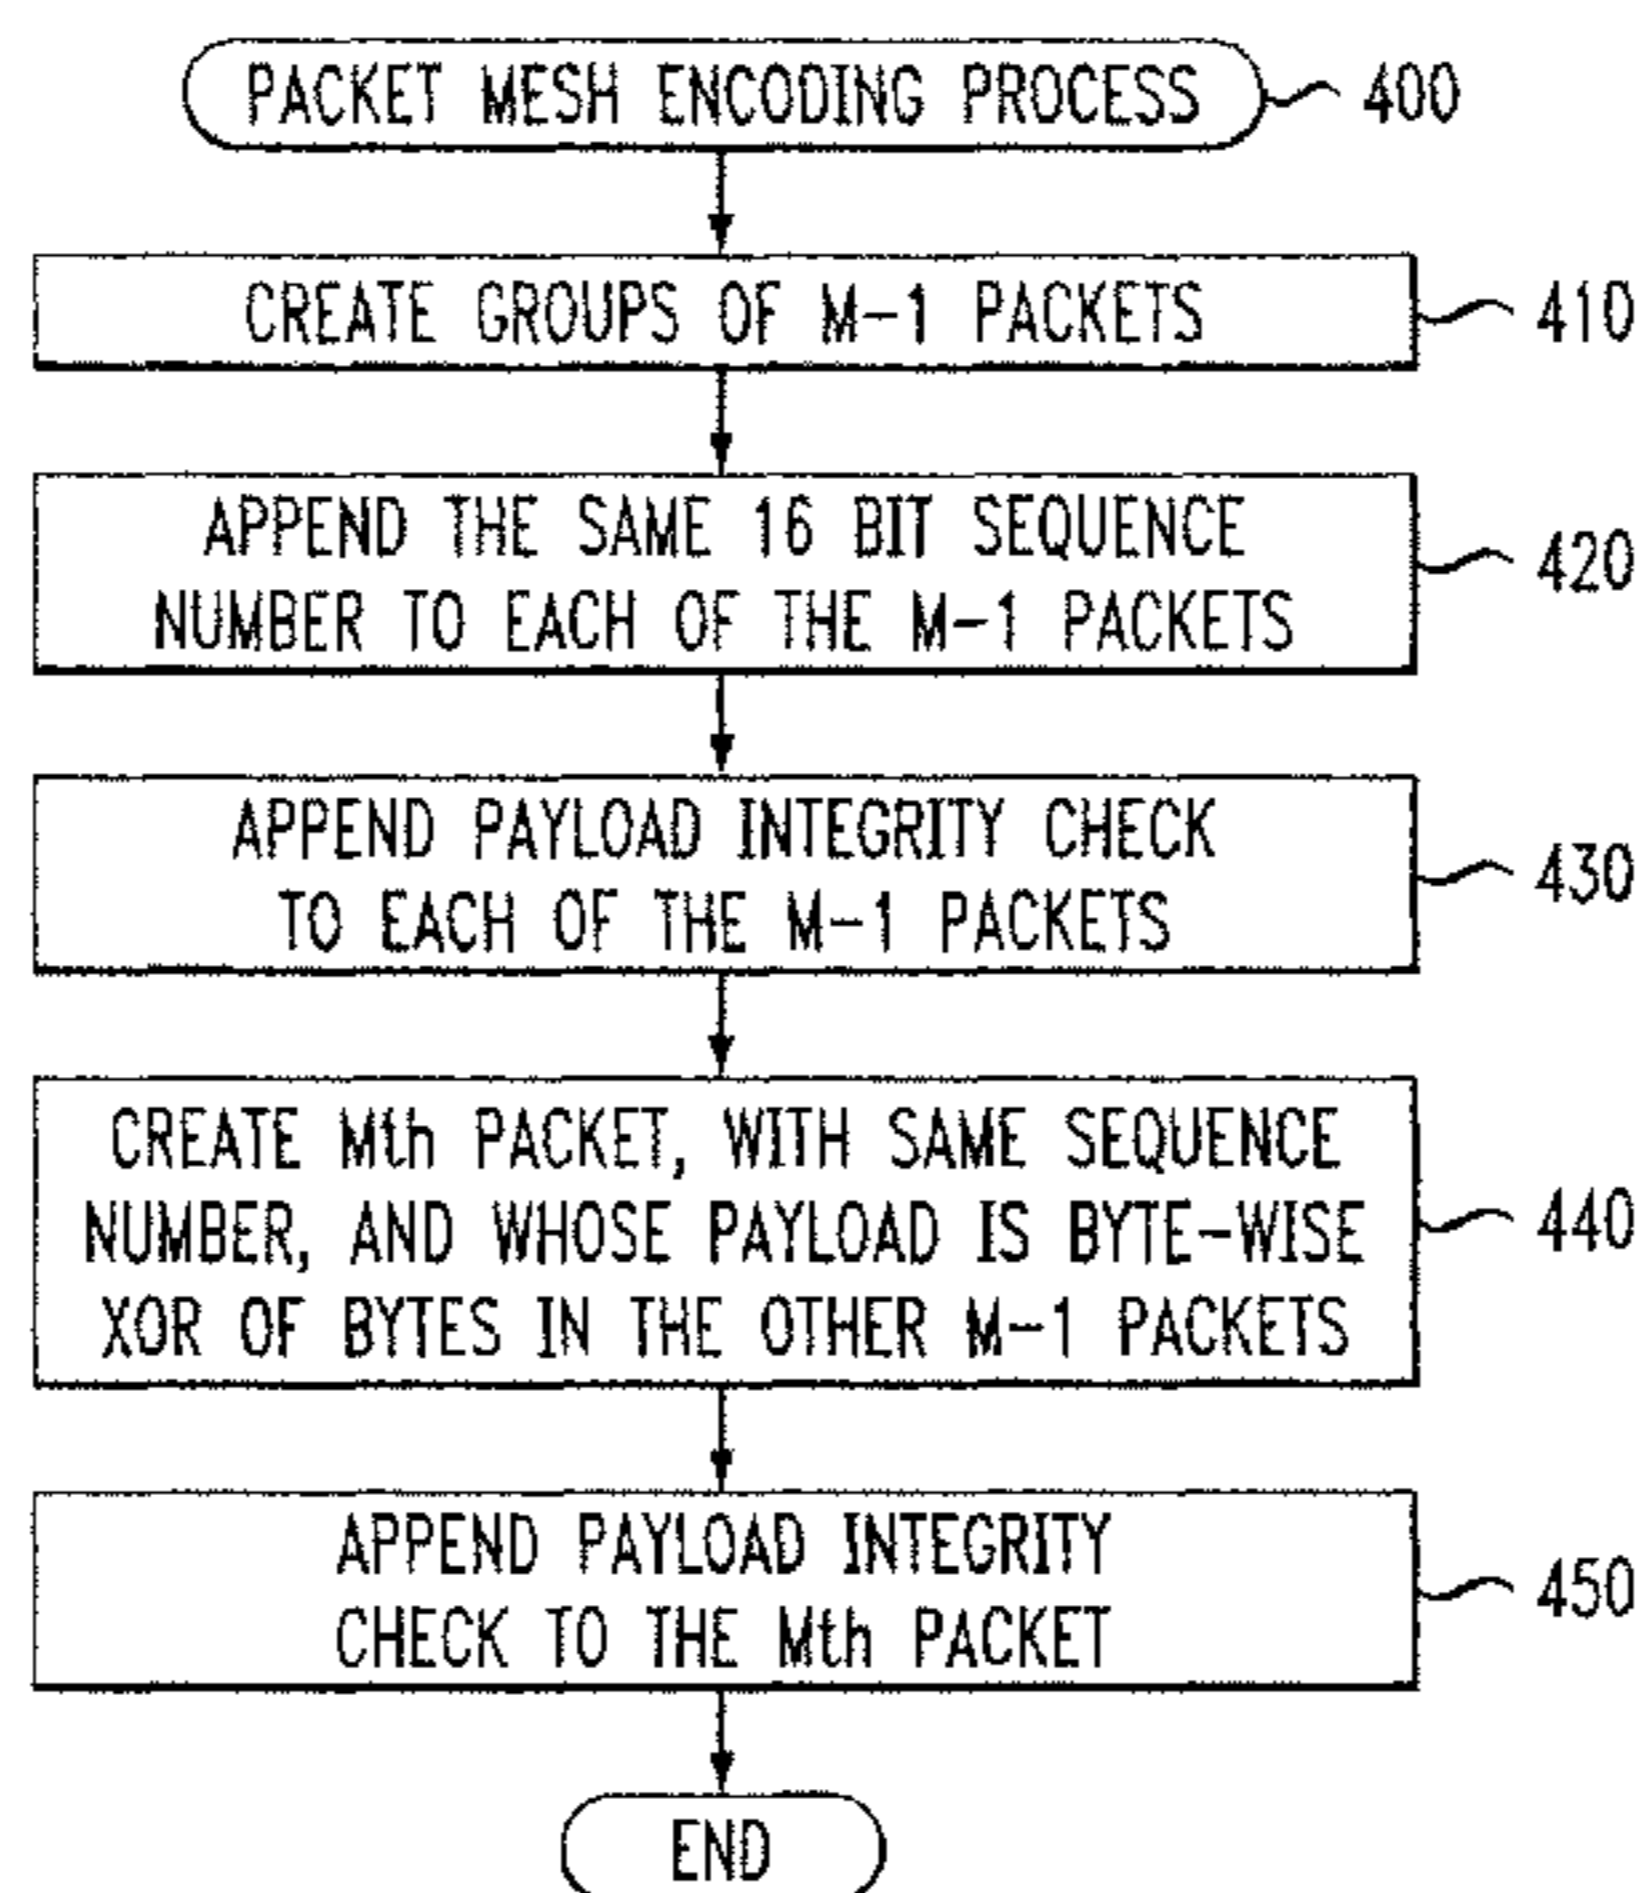 PACKET MESH ENCODING PROCESS 400
CREATE GROUPS OF M-1 PACKETS 410
APPEND THE SAME 16 BIT SEQUENCE
NUMBER TO EACH OF THE M-1 PACKETS
420
APPEND PAYLOAD INTEGRITY CHECK
TO EACH OF THE M-1 PACKETS
430
CREATE Mth PACKET, WITH SAME SEQUENCE
NUMBER, AND WHOSE PAYLOAD IS BYTE-WISE
XOR OF BYTES IN THE OTHER M-1 PACKETS
440
APPEND PAYLOAD INTEGRITY
CHECK TO THE Mth PACKET
450
END